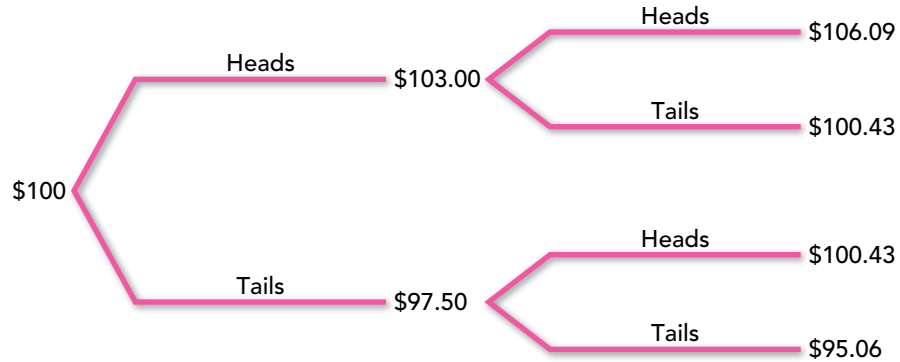 Heads
$106.09
Heads
$103.00
Tails
$100.43
$100
Heads
$100.43
Tails
$97.50
Tails
$95.06